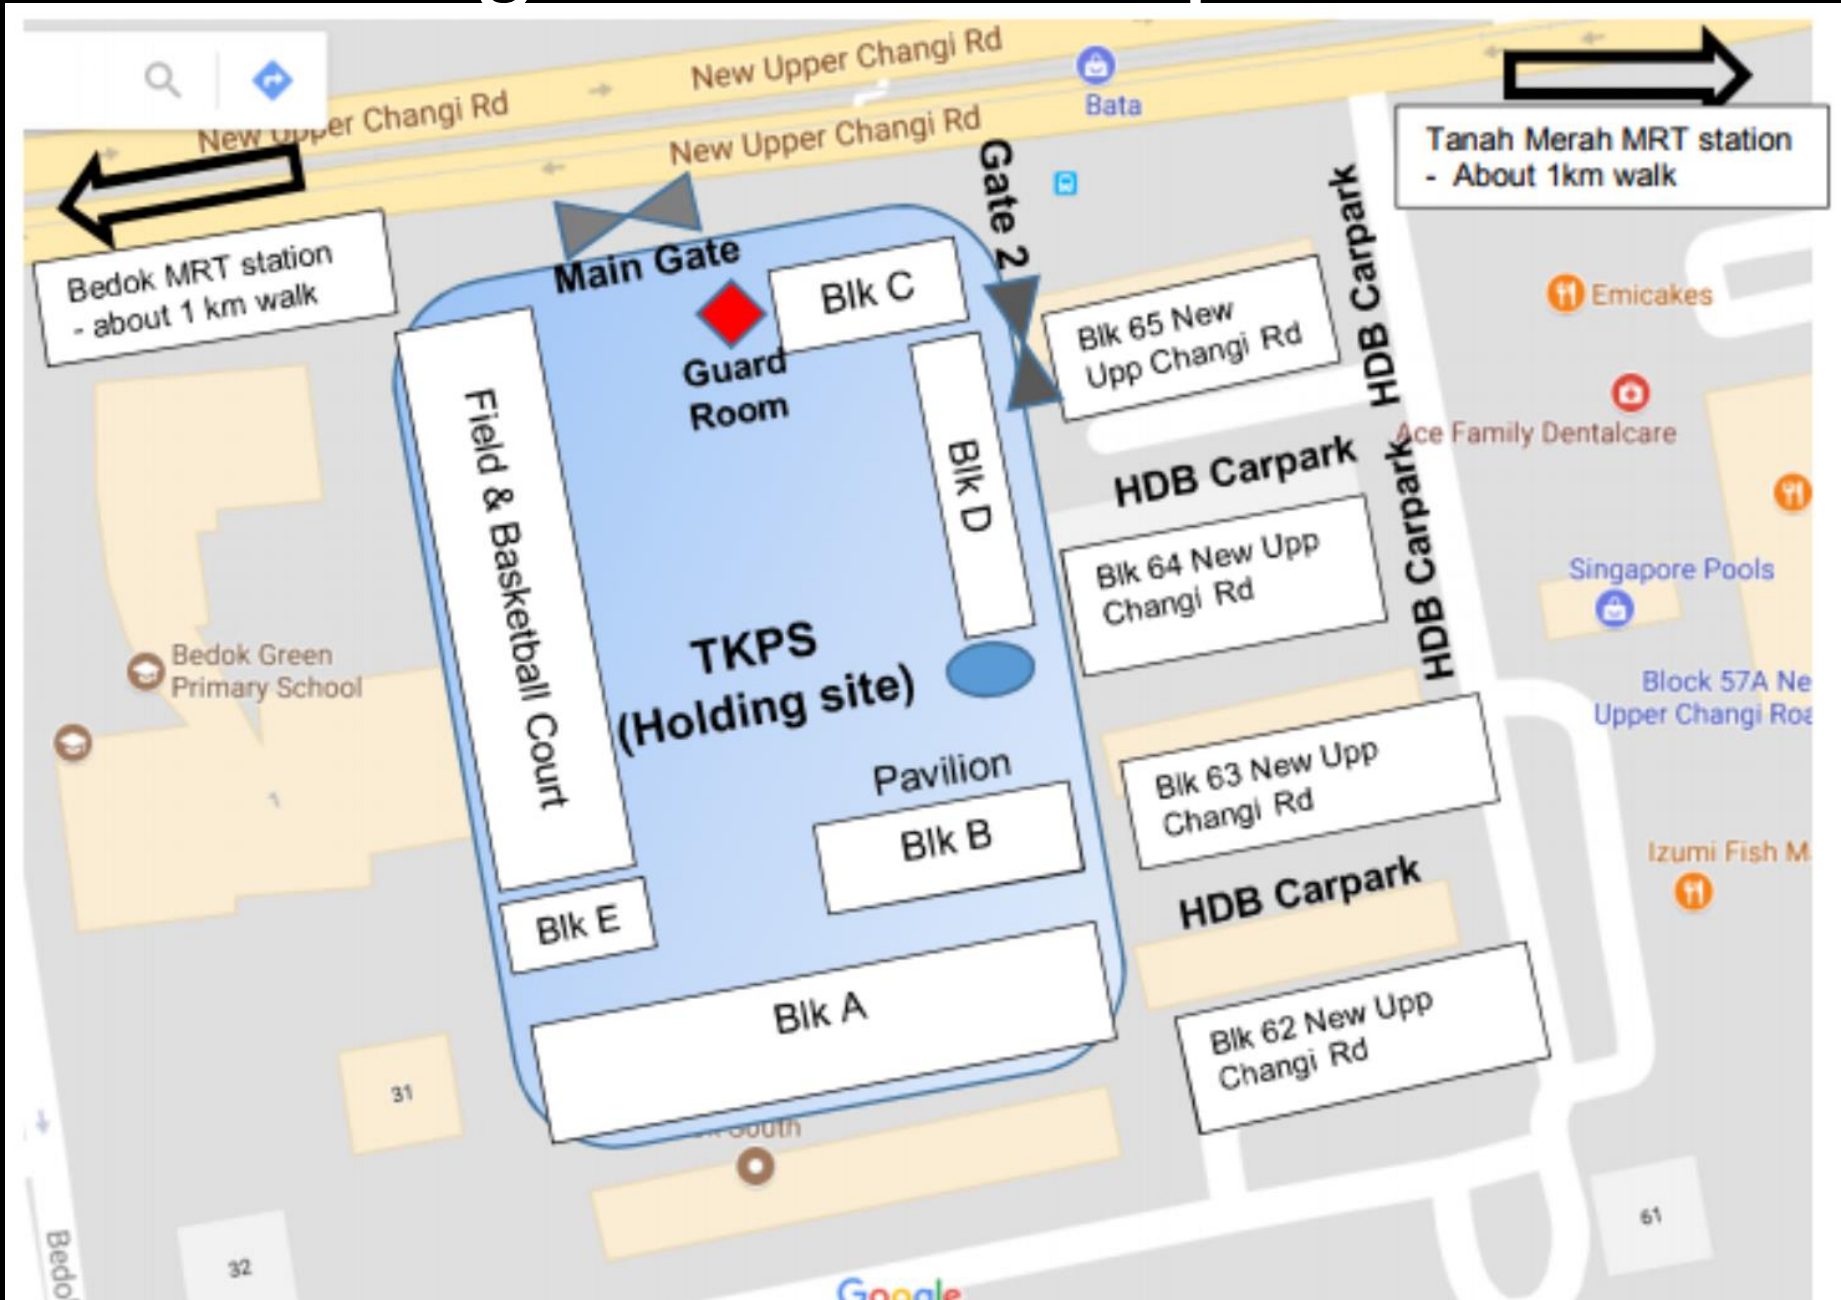 New Upper Changi Rd
New Upper Changi Rd
New Upper Changi Rd
Bata
Tanah Merah MRT station
- About 1km walk
Bedok MRT station
- about 1 km walk
Main Gate
Gate 2
Guard
Room
Blk C
Blk D
Field & Basketball Court
TKPS
(Holding site)
Pavilion
Blk B
Blk E
Blk A
Blk 65 New
Upp Changi Rd
HDB Carpark
HDB Carpark
Blk 64 New Upp
Changi Rd
HDB Carpark
Blk 63 New Upp
Changi Rd
HDB Carpark
Blk 62 New Upp
Changi Rd
Emicakes
Ace Family Dentalcare
Singapore Pools
Block 57A Ne
Upper Changi Roa
Izumi Fish M
Bedok Green
Primary School
1
31
32
61
South
Bedo
Google